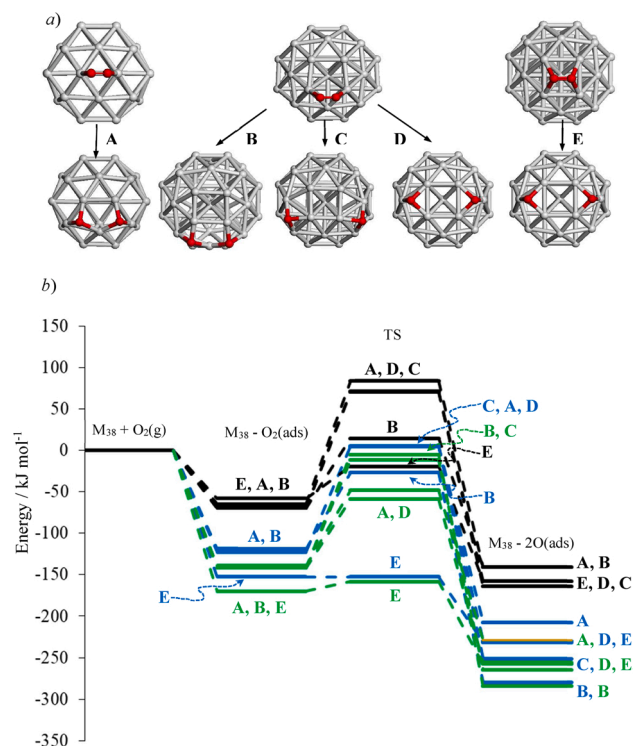 a)
A
B
C
D
E
b)
TS
100
50
0
-50
-100
-150
-200
-250
-300
-350
Energy / kJ mol⁻¹
M₃₈ + O₂(g)
M₃₈ - O₂(ads)
M₃₈ - 2O(ads)
A, D, C
C, A, D
B
B, C
E
E, A, B
B
A, D
A, B
E
E
A, B, E
E
A, B
E, D, C
A
A, D, E
C, D, E
B, B